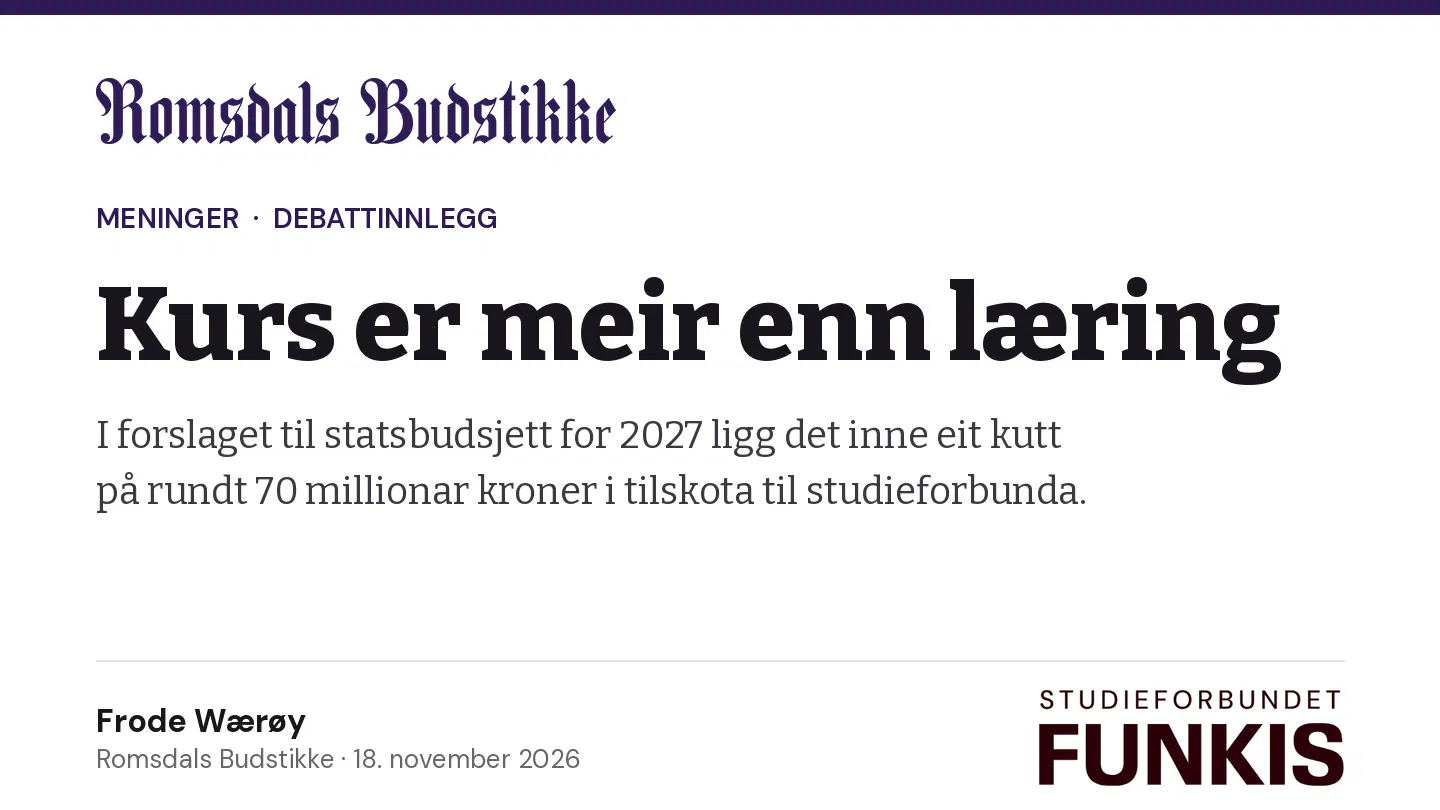 Romsdals Budstikke
MENINGER · DEBATTINNLEGG
Kurs er meir enn læring
I forslaget til statsbudsjett for 2027 ligg det inne eit kutt
på rundt 70 millionar kroner i tilskota til studieforbunda.
Frode Wærøy
Romsdals Budstikke · 18. november 2026
STUDIEFORBUNDET
FUNKIS